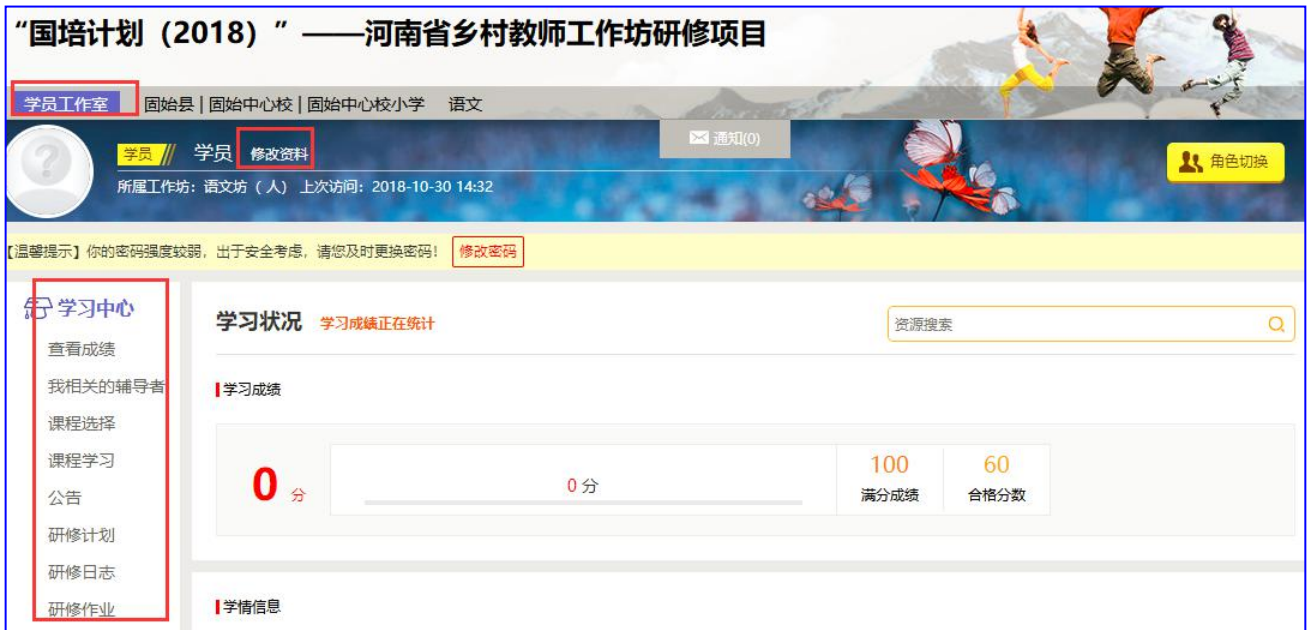 “国培计划（2018）”——河南省乡村教师工作坊研修项目
学员工作室 固始县 | 固始中心校 | 固始中心校小学 语文
通知(0)
学员 学员 修改资料
角色切换
所属工作坊：语文坊（ 人） 上次访问：2018-10-30 14:32
【温馨提示】你的密码强度较弱，出于安全考虑，请您及时更换密码！ 修改密码
学习中心
查看成绩
我相关的辅导者
课程选择
课程学习
公告
研修计划
研修日志
研修作业
学习状况 学习成绩正在统计
资源搜索
学习成绩
0 分
0 分
100
满分成绩
60
合格分数
学情信息